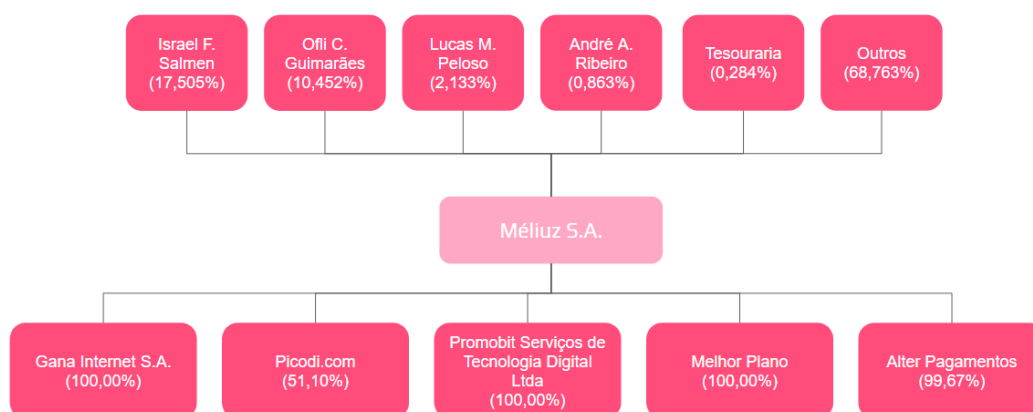 Israel F.
Salmen
(17,505%)
Ofli C.
Guimarães
(10,452%)
Lucas M.
Peloso
(2,133%)
André A.
Ribeiro
(0,863%)
Tesouraria
(0,284%)
Outros
(68,763%)
Méliuz S.A.
Gana Internet S.A.
(100,00%)
Picodi.com
(51,10%)
Promobit Serviços de
Tecnologia Digital
Ltda
(100,00%)
Melhor Plano
(100,00%)
Alter Pagamentos
(99,67%)